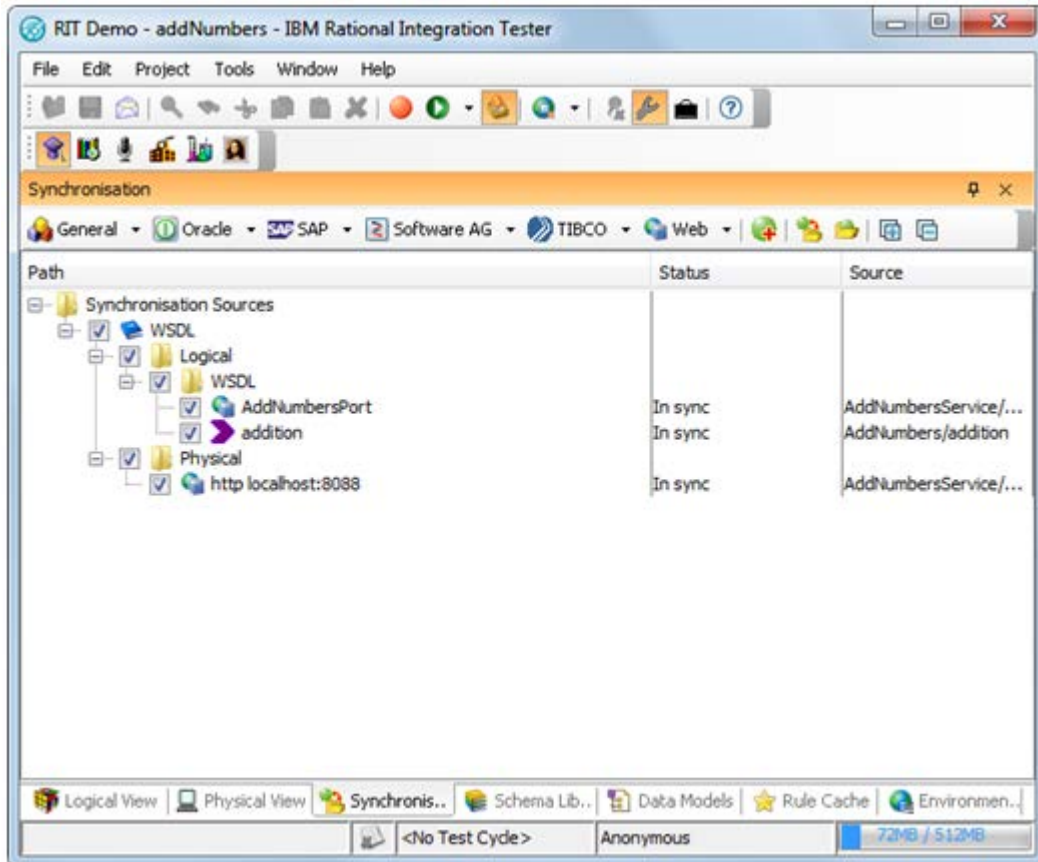 RIT Demo - addNumbers - IBM Rational Integration Tester
File Edit Project Tools Window Help
Synchronisation
General Oracle SAP SAP Software AG TIBCO Web
Path Status Source
Synchronisation Sources
WSDL
Logical
WSDL
AddNumbersPort In sync AddNumbersService/...
addition In sync AddNumbers/addition
Physical
http localhost:8088 In sync AddNumbersService/...
Logical View Physical View Synchronis.. Schema Lib.. Data Models Rule Cache Environmen..
<No Test Cycle> Anonymous 72MB / 512MB